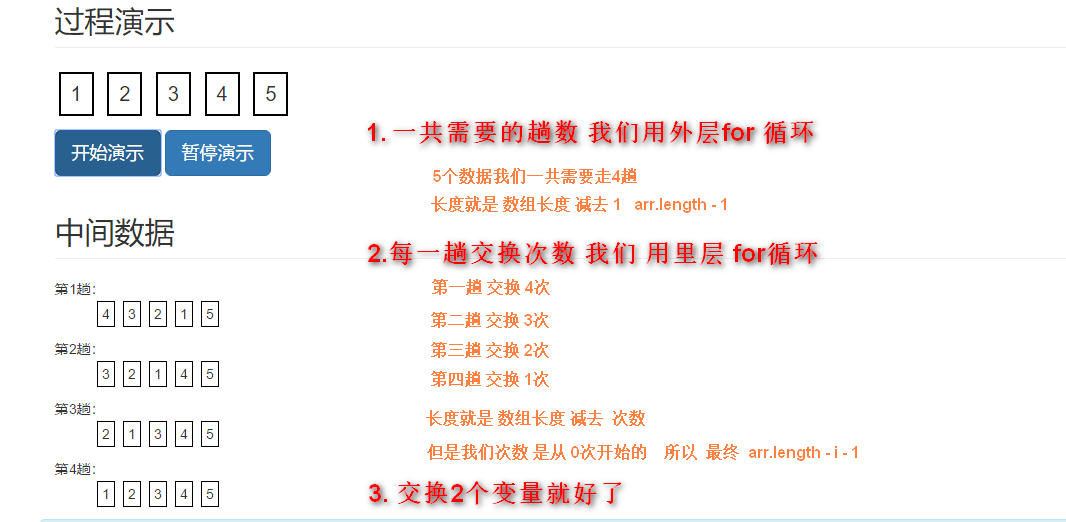 过程演示
1 2 3 4 5
开始演示 暂停演示
1. 一共需要的趟数 我们用外层for 循环
5个数据我们一共需要走4趟
长度就是 数组长度 减去 1 arr.length - 1
中间数据
2.每一趟交换次数 我们 用里层 for循环
第1趟:
4 3 2 1 5
第2趟:
3 2 1 4 5
第3趟:
2 1 3 4 5
第4趟:
1 2 3 4 5
第一趟 交换 4次
第二趟 交换 3次
第三趟 交换 2次
第四趟 交换 1次
长度就是 数组长度 减去 次数
但是我们次数 是从 0次开始的 所以 最终 arr.length - i - 1
3. 交换2个变量就好了